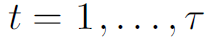 t = 1, . . . , τ